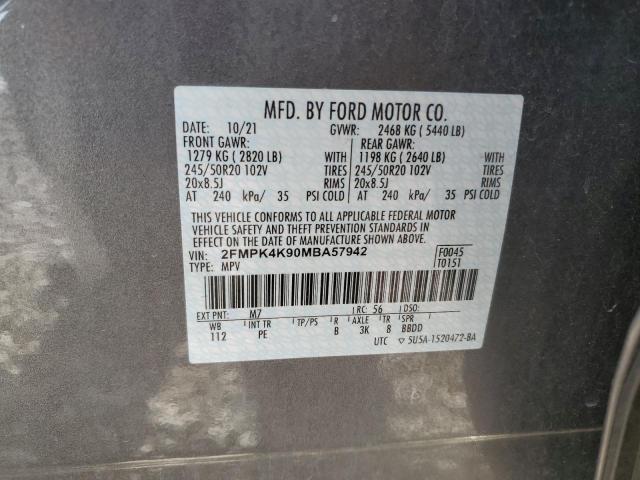 MFD. BY FORD MOTOR CO.
DATE: 10/21 GVWR: 2468 KG ( 5440 LB)
FRONT GAWR: REAR GAWR:
1279 KG ( 2820 LB) WITH 1198 KG ( 2640 LB) WITH
245/50R20 102V TIRES 245/50R20 102V TIRES
20x8.5J RIMS 20x8.5J RIMS
AT 240 kPa/ 35 PSI COLD AT 240 kPa/ 35 PSI COLD
THIS VEHICLE CONFORMS TO ALL APPLICABLE FEDERAL MOTOR
VEHICLE SAFETY AND THEFT PREVENTION STANDARDS IN
EFFECT ON THE DATE OF MANUFACTURE SHOWN ABOVE.
VIN: 2FMPK4K90MBA57942 F0045
TYPE: MPV T0151
EXT PNT: M7 RC: 56 DSO:
WB INT TR TP/PS R AXLE TR SPR
112 PE B 3K 8 BBDD
UTC 5U5A-1520472-BA